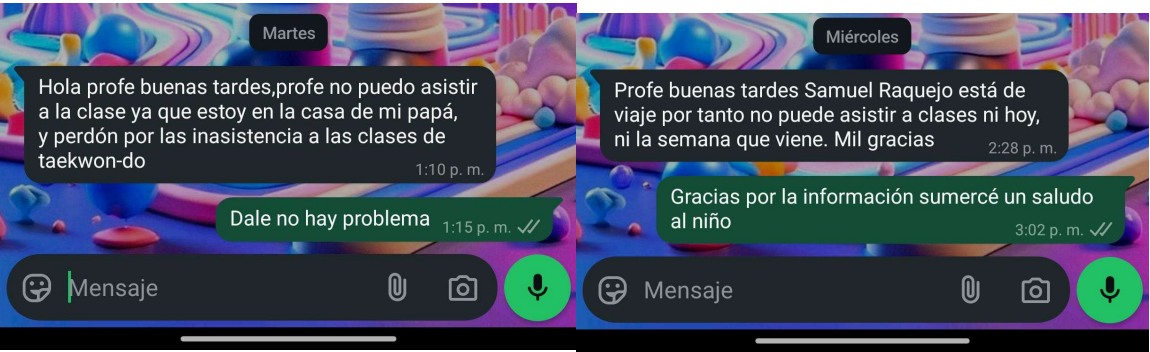 Martes
Hola profe buenas tardes,profe no puedo asistir
a la clase ya que estoy en la casa de mi papá,
y perdón por las inasistencia a las clases de
taekwon-do
1:10 p. m.
Dale no hay problema
1:15 p. m.
Mensaje
Miércoles
Profe buenas tardes Samuel Raquejo está de
viaje por tanto no puede asistir a clases ni hoy,
ni la semana que viene. Mil gracias
2:28 p. m.
Gracias por la información sumercé un saludo
al niño
3:02 p. m.
Mensaje